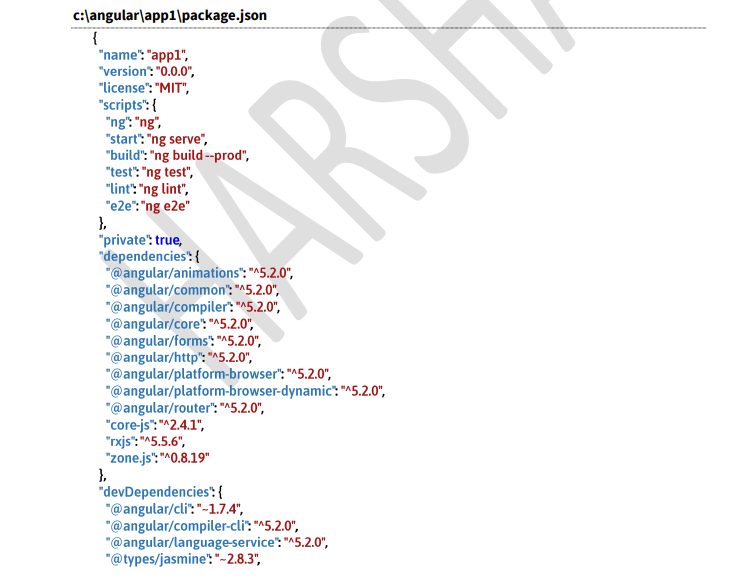 c:\angular\app1\package.json
{
"name": "app1",
"version": "0.0.0",
"license": "MIT",
"scripts": {
"ng": "ng",
"start": "ng serve",
"build": "ng build --prod",
"test": "ng test",
"lint": "ng lint",
"e2e": "ng e2e"
},
"private": true,
"dependencies": {
"@angular/animations": "^5.2.0",
"@angular/common": "^5.2.0",
"@angular/compiler": "^5.2.0",
"@angular/core": "^5.2.0",
"@angular/forms": "^5.2.0",
"@angular/http": "^5.2.0",
"@angular/platform-browser": "^5.2.0",
"@angular/platform-browser-dynamic": "^5.2.0",
"@angular/router": "^5.2.0",
"core-js": "^2.4.1",
"rxjs": "^5.5.6",
"zone.js": "^0.8.19"
},
"devDependencies": {
"@angular/cli": "~1.7.4",
"@angular/compiler-cli": "^5.2.0",
"@angular/language-service": "^5.2.0",
"@types/jasmine": "~2.8.3",
HARSHA